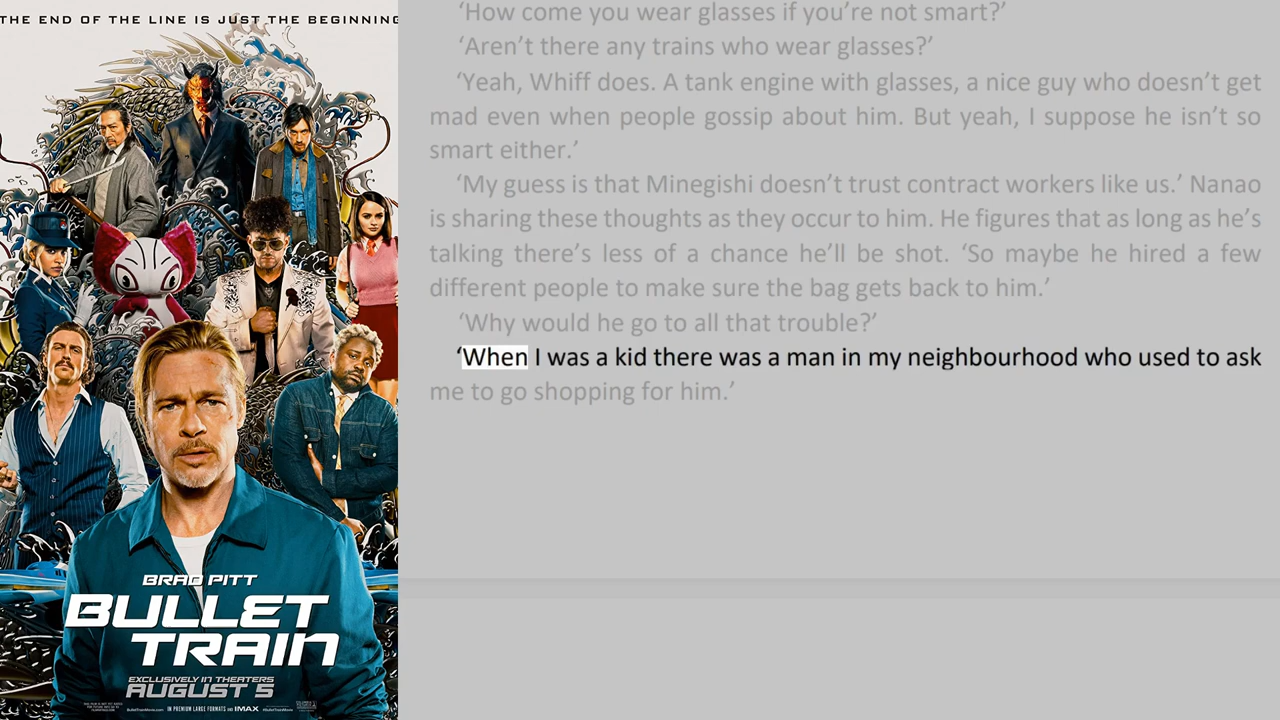 THE END OF THE LINE IS JUST THE BEGINNING
BRAD PITT
BULLET
TRAIN
EXCLUSIVELY IN THEATERS
AUGUST 5
IN PREMIUM LARGE FORMATS AND IMAX
‘How come you wear glasses if you’re not smart?’
‘Aren’t there any trains who wear glasses?’
‘Yeah, Whiff does. A tank engine with glasses, a nice guy who doesn’t get
mad even when people gossip about him. But yeah, I suppose he isn’t so
smart either.’
‘My guess is that Minegishi doesn’t trust contract workers like us.’ Nanao
is sharing these thoughts as they occur to him. He figures that as long as he’s
talking there’s less of a chance he’ll be shot. ‘So maybe he hired a few
different people to make sure the bag gets back to him.’
‘Why would he go to all that trouble?’
‘When I was a kid there was a man in my neighbourhood who used to ask
me to go shopping for him.’